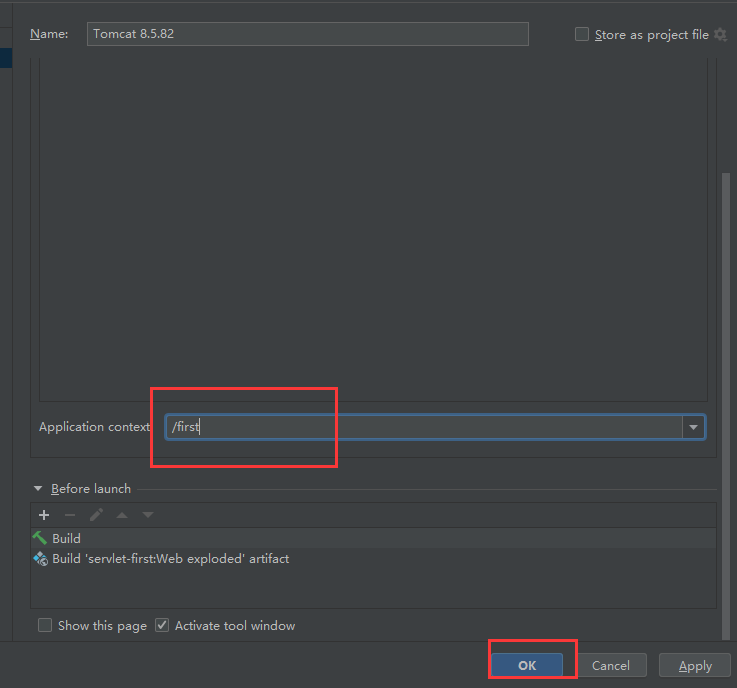 Name: Tomcat 8.5.82 Store as project file
Application context /first
Before launch
Build
Build 'servlet-first:Web exploded' artifact
Show this page Activate tool window
OK Cancel Apply